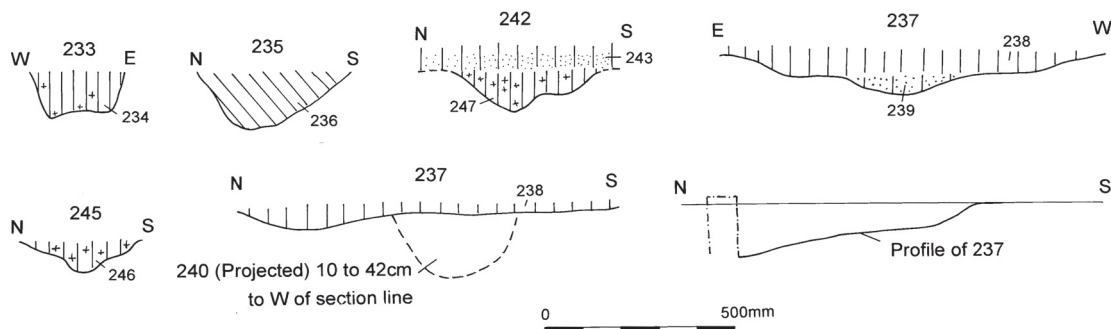 W 233 E
234
N 235 S
236
N 242 S
243
247
E 237 W
238
239
N 245 S
246
N 237 S
238
240 (Projected) 10 to 42cm
to W of section line
N S
Profile of 237
0 500mm